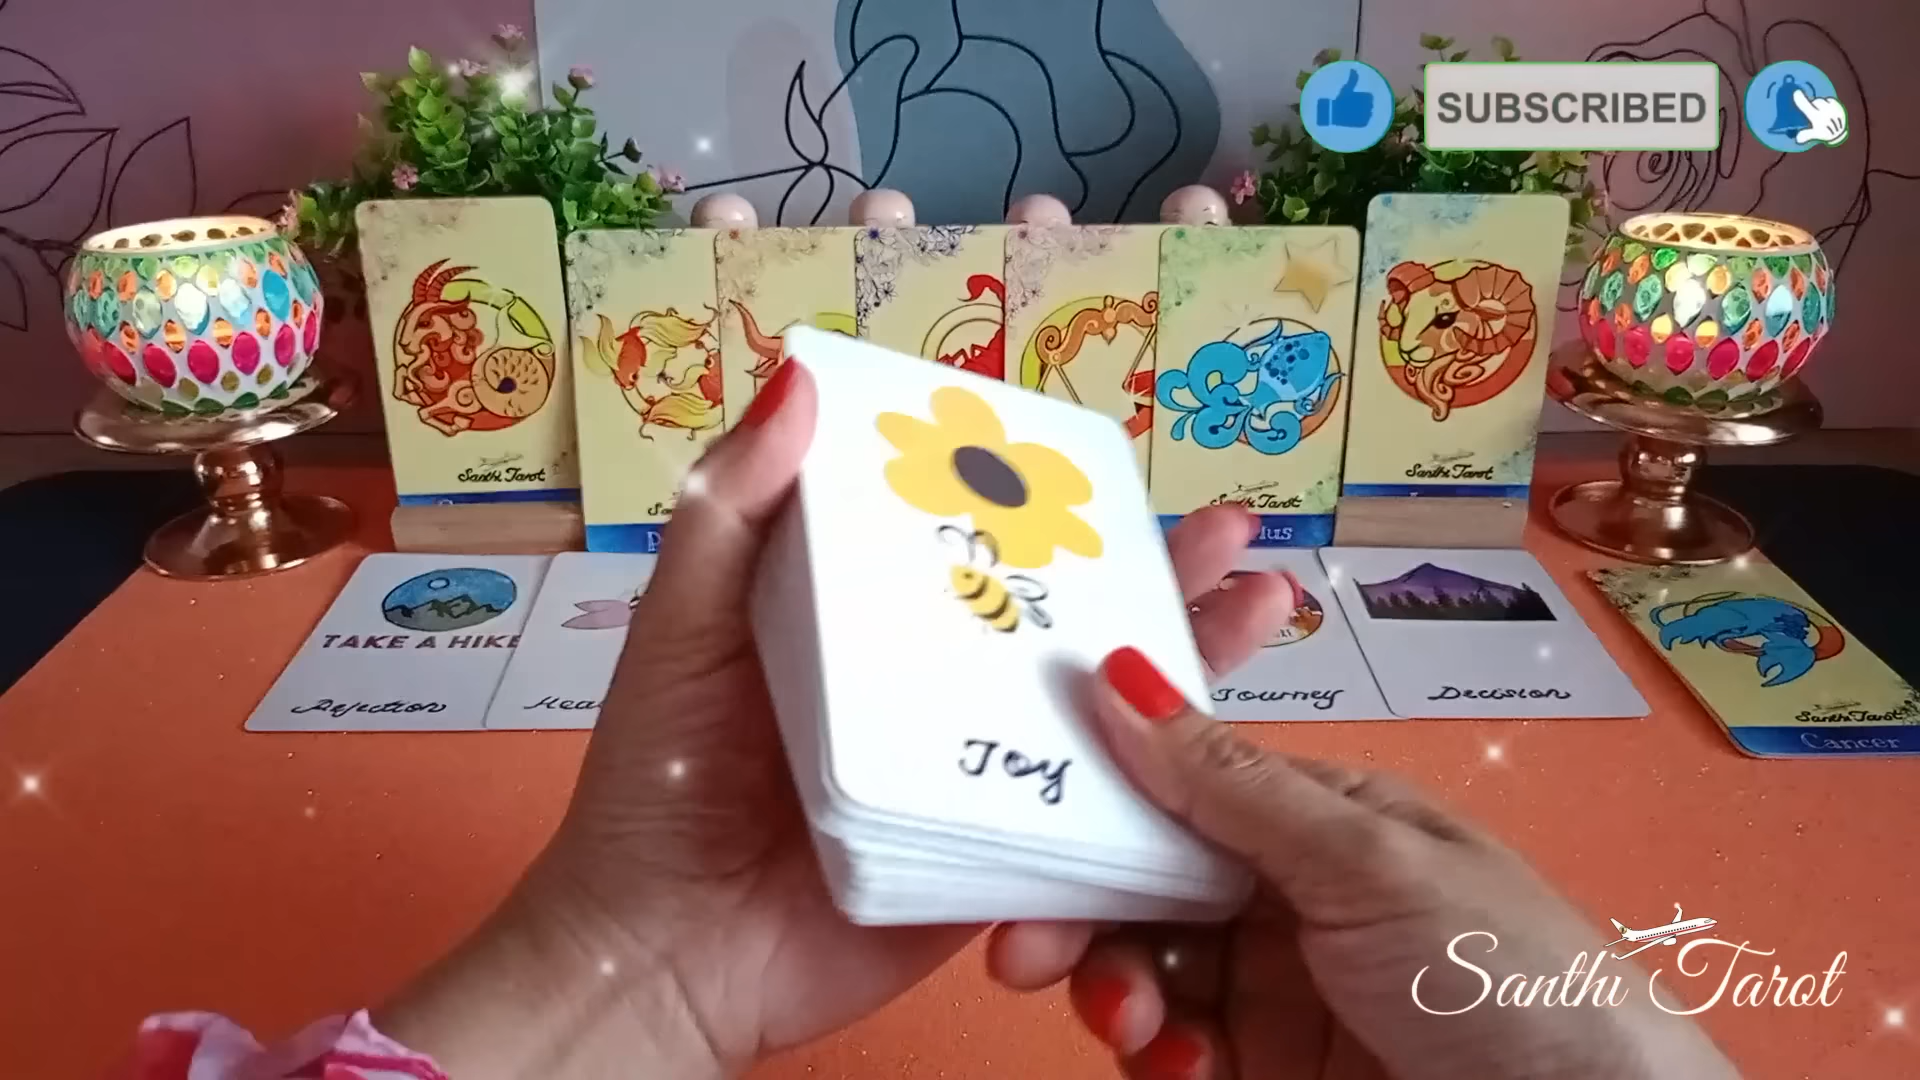 SUBSCRIBED
Santhi Tarot
Santhi Tarot
Santhi Tarot
TAKE A HIKE
Rejection
Journey
Decision
Santhi Tarot
Cancer
Joy
Santhi Tarot